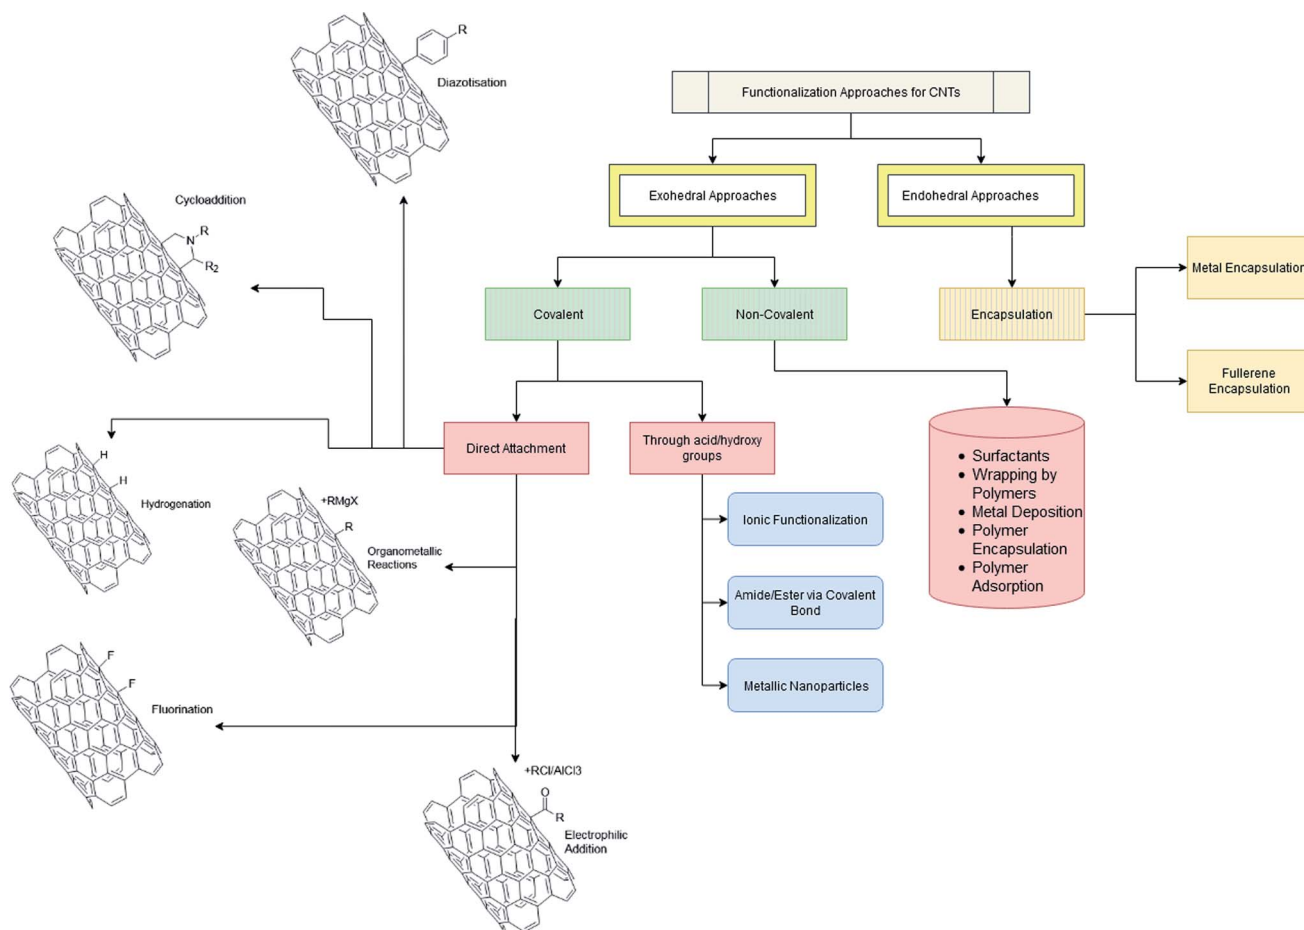 R
Diazotisation
Functionalization Approaches for CNTs
Exohedral Approaches
Endohedral Approaches
Cycloaddition
R
N
R2
Metal Encapsulation
Covalent
Non-Covalent
Encapsulation
Fullerene
Encapsulation
Direct Attachment
Through acid/hydroxy
groups
• Surfactants
• Wrapping by
Polymers
• Metal Deposition
• Polymer
Encapsulation
• Polymer
Adsorption
H
H
Hydrogenation
+RMgX
R
Organometallic
Reactions
Ionic Functionalization
Amide/Ester via Covalent
Bond
Metallic Nanoparticles
F
F
Fluorination
+RCl/AlCl3
O
R
Electrophilic
Addition